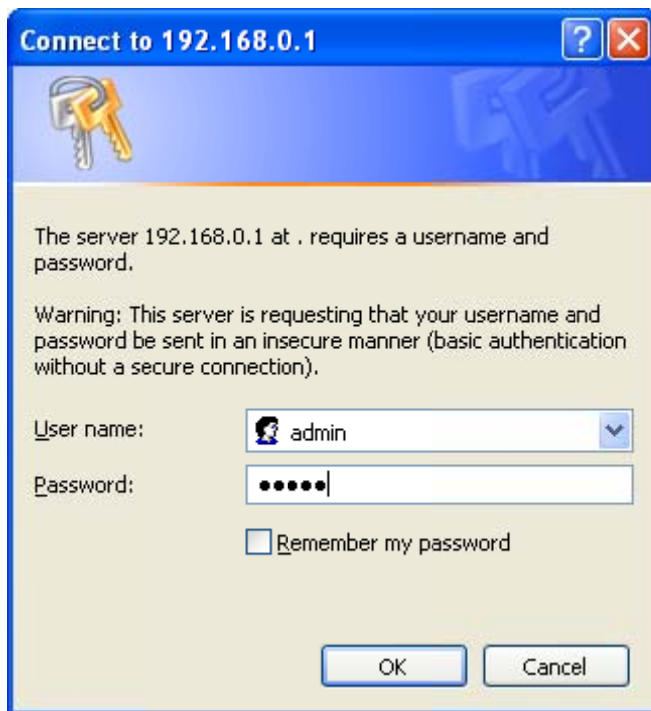 Connect to 192.168.0.1
The server 192.168.0.1 at . requires a username and
password.
Warning: This server is requesting that your username and
password be sent in an insecure manner (basic authentication
without a secure connection).
User name:
admin
Password:
•••••
Remember my password
OK
Cancel